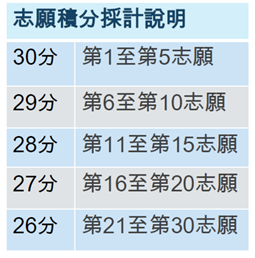 志願積分採計說明
30分 第1至第5志願
29分 第6至第10志願
28分 第11至第15志願
27分 第16至第20志願
26分 第21至第30志願